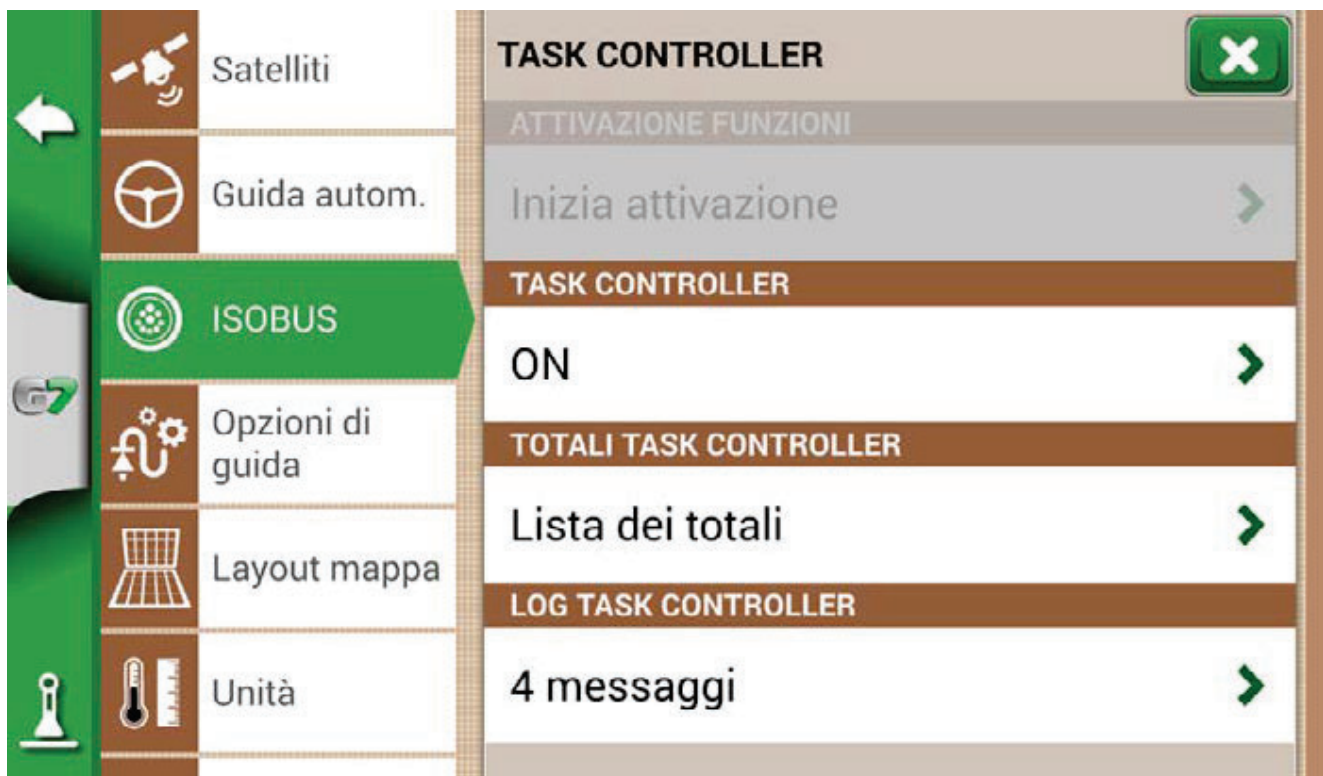 Satelliti
Guida autom.
ISOBUS
Opzioni di
guida
Layout mappa
Unità
G7
TASK CONTROLLER
ATTIVAZIONE FUNZIONI
Inizia attivazione
TASK CONTROLLER
ON
TOTALI TASK CONTROLLER
Lista dei totali
LOG TASK CONTROLLER
4 messaggi